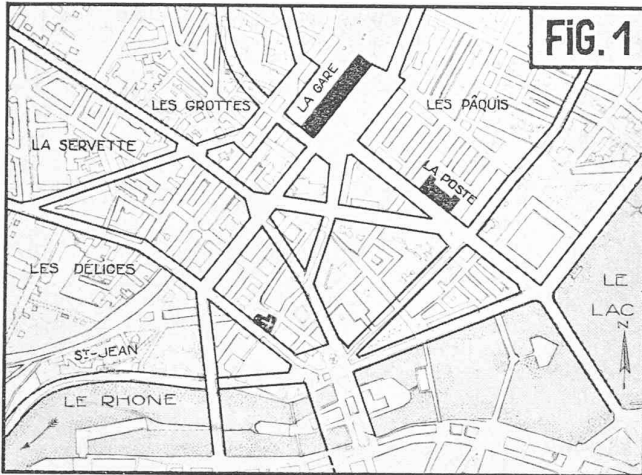 FIG. 1
LES GROTTES
LA GARE
LES PÂQUIS
LA SERVETTE
LA POSTE
LES DÉLICES
LE
LAC
N
ST-JEAN
LE RHONE